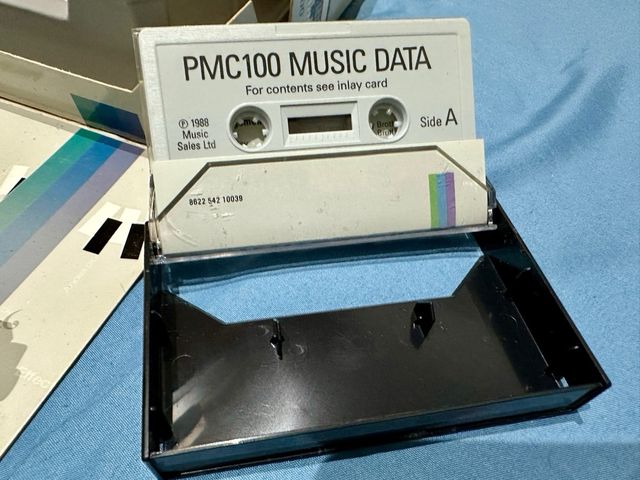 PMC100 MUSIC DATA
For contents see inlay card
℗ 1988
Music
Sales Ltd
Side A
8622 542 10039